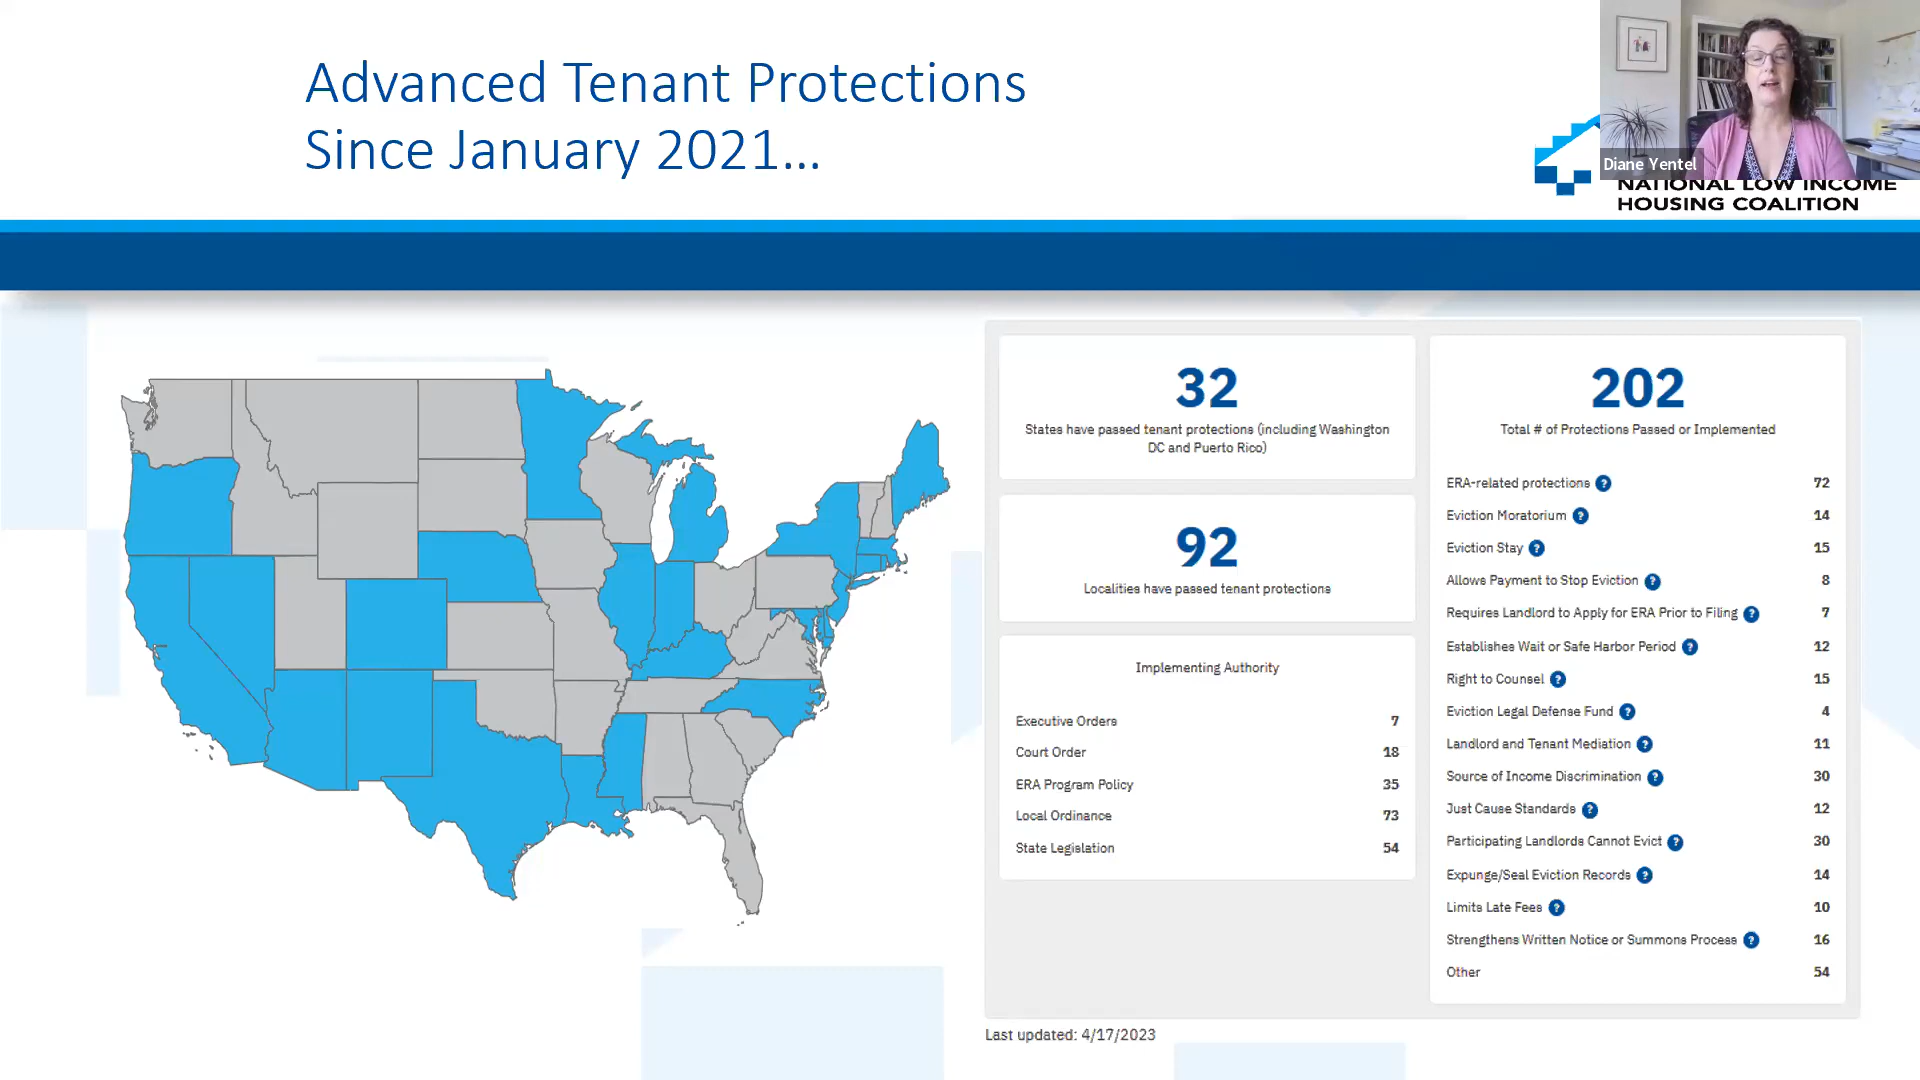 Advanced Tenant Protections
Since January 2021...
Diane Yentel
NATIONAL LOW INCOME
HOUSING COALITION
32
States have passed tenant protections (including Washington
DC and Puerto Rico)
92
Localities have passed tenant protections
Implementing Authority
Executive Orders 7
Court Order 18
ERA Program Policy 35
Local Ordinance 73
State Legislation 54
202
Total # of Protections Passed or Implemented
ERA-related protections ? 72
Eviction Moratorium ? 14
Eviction Stay ? 15
Allows Payment to Stop Eviction ? 8
Requires Landlord to Apply for ERA Prior to Filing ? 7
Establishes Wait or Safe Harbor Period ? 12
Right to Counsel ? 15
Eviction Legal Defense Fund ? 4
Landlord and Tenant Mediation ? 11
Source of Income Discrimination ? 30
Just Cause Standards ? 12
Participating Landlords Cannot Evict ? 30
Expunge/Seal Eviction Records ? 14
Limits Late Fees ? 10
Strengthens Written Notice or Summons Process ? 16
Other 54
Last updated: 4/17/2023